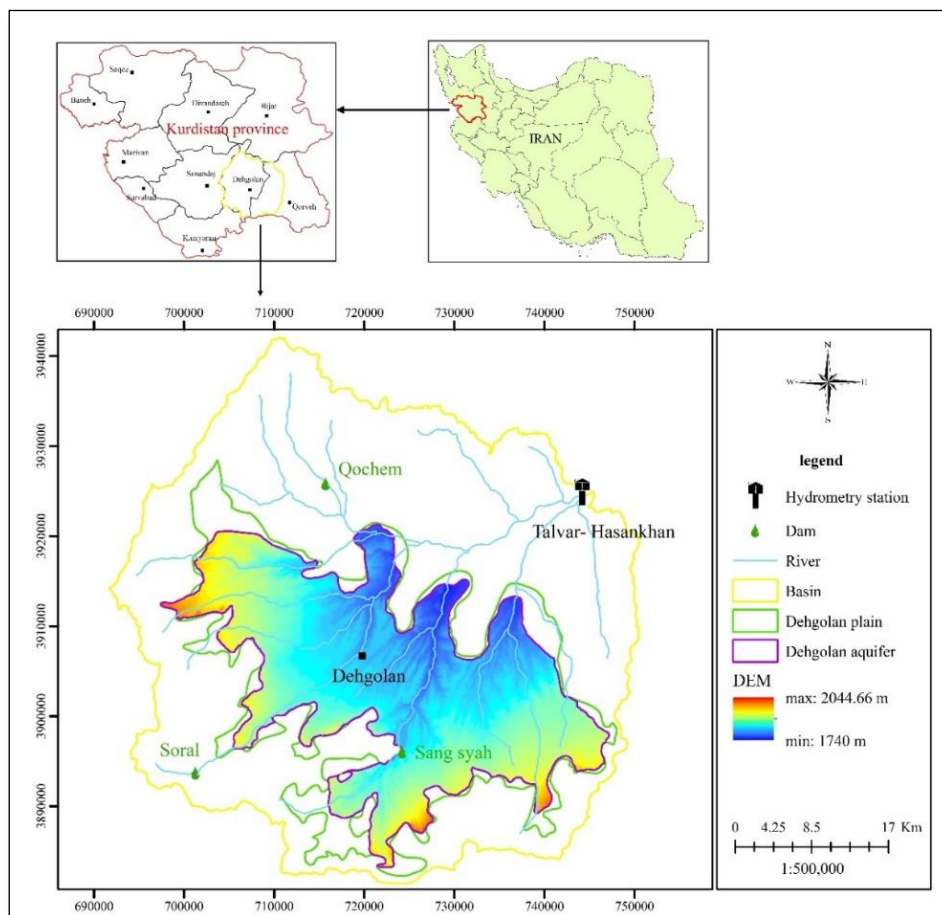 Saqez
Baneh
Divandareh
Bijar
Kurdistan province
Marivan
Sanandaj
Dehgolan
Sarvabad
Qorveh
Kamyaran
IRAN
690000 700000 710000 720000 730000 740000 750000
3940000
3930000
3920000
3910000
3900000
3890000
Qochem
Talvar- Hasankhan
Dehgolan
Soral
Sang syah
690000 700000 710000 720000 730000 740000 750000
N
W E
S
legend
Hydrometry station
Dam
River
Basin
Dehgolan plain
Dehgolan aquifer
DEM
max: 2044.66 m
min: 1740 m
0 4.25 8.5 17 Km
1:500,000